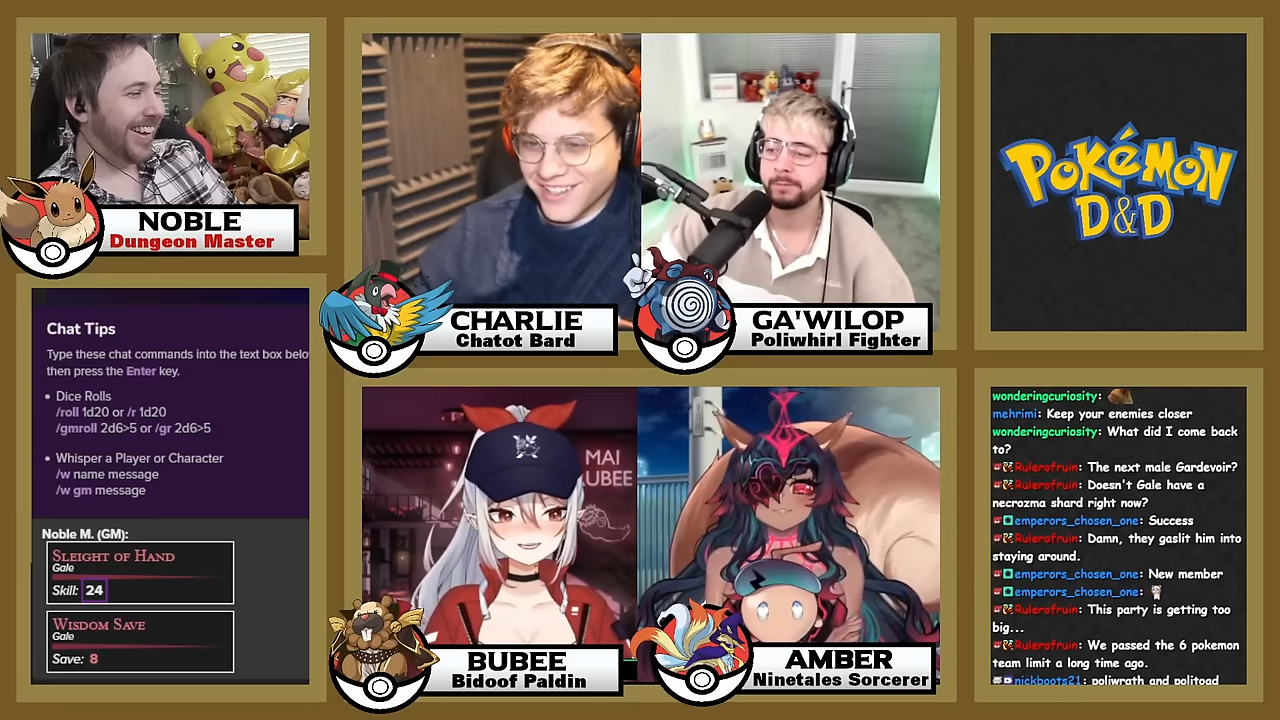 NOBLE
Dungeon Master
Chat Tips
Type these chat commands into the text box belo
then press the Enter key.
• Dice Rolls
/roll 1d20 or /r 1d20
/gmroll 2d6>5 or /gr 2d6>5
• Whisper a Player or Character
/w name message
/w gm message
Noble M. (GM):
SLEIGHT OF HAND
Gale
Skill: 24
WISDOM SAVE
Gale
Save: 8
CHARLIE
Chatot Bard
GA'WILOP
Poliwhirl Fighter
MAI
BUBEE
BUBEE
Bidoof Paldin
AMBER
Ninetales Sorcerer
POKéMON
D&D
wonderingcuriosity:
mehrimi: Keep your enemies closer
wonderingcuriosity: What did I come back
to?
Rulerofruin: The next male Gardevoir?
Rulerofruin: Doesn't Gale have a
necrozma shard right now?
emperors_chosen_one: Success
Rulerofruin: Damn, they gaslit him into
staying around.
emperors_chosen_one: New member
emperors_chosen_one:
Rulerofruin: This party is getting too
big...
Rulerofruin: We passed the 6 pokemon
team limit a long time ago.
nickboots21: poliwrath and politoad